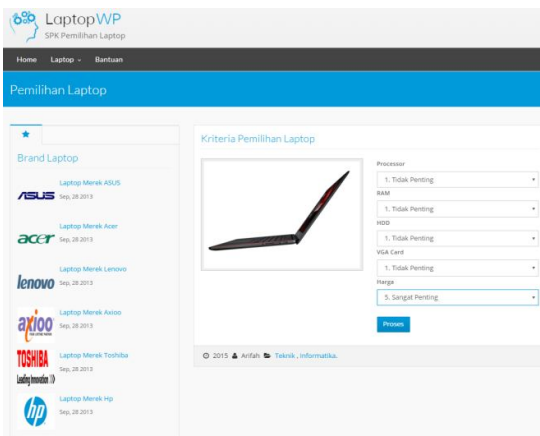 LaptopWP
SPK Pemilihan Laptop
Home Laptop Bantuan
Pemilihan Laptop
Brand Laptop
ASUS
Laptop Merek ASUS
Sep, 28 2013
acer
Laptop Merek Acer
Sep, 28 2013
lenovo
Laptop Merek Lenovo
Sep, 28 2013
axioo
Laptop Merek Axioo
Sep, 28 2013
TOSHIBA
Leading Innovation
Laptop Merek Toshiba
Sep, 28 2013
hp
Laptop Merek Hp
Sep, 28 2013
Kriteria Pemilihan Laptop
Processor
1. Tidak Penting
RAM
1. Tidak Penting
HDD
1. Tidak Penting
VGA Card
1. Tidak Penting
Harga
5. Sangat Penting
Proses
2015 Arifah Teknik , Informatika,